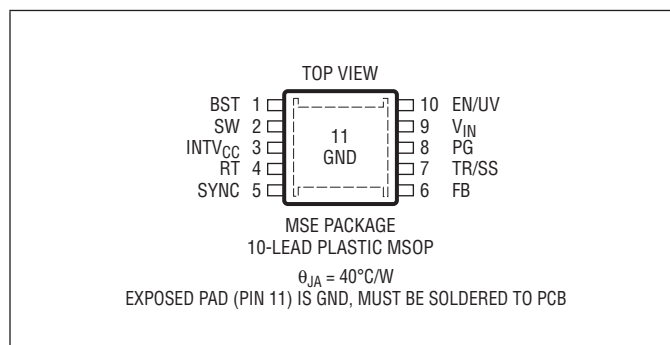 TOP VIEW
BST 1
SW 2
INTVCC 3
RT 4
SYNC 5
11
GND
10 EN/UV
9 VIN
8 PG
7 TR/SS
6 FB
MSE PACKAGE
10-LEAD PLASTIC MSOP
θJA = 40°C/W
EXPOSED PAD (PIN 11) IS GND, MUST BE SOLDERED TO PCB